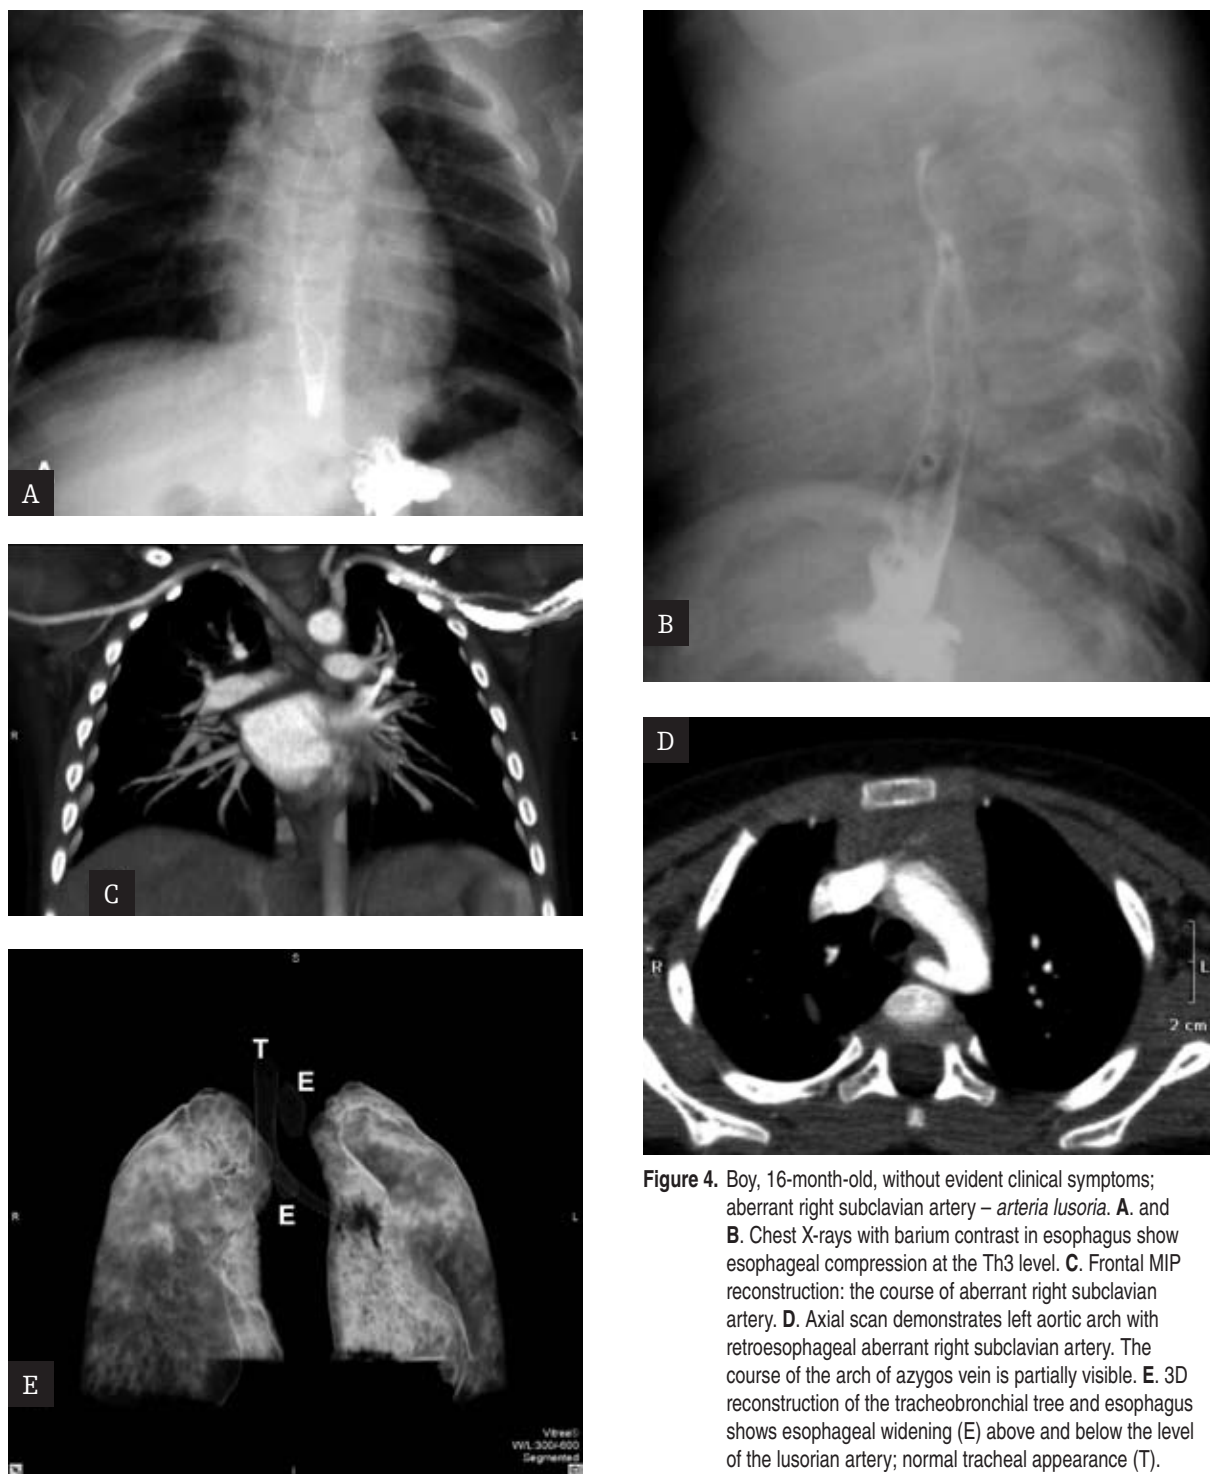 A
B
R
L
C
D
R
L
2 cm
S
T
E
E
R
L
E
Vitrea®
W/L:300/-600
Segmented
Figure 4. Boy, 16-month-old, without evident clinical symptoms;
aberrant right subclavian artery – arteria lusoria. A. and
B. Chest X-rays with barium contrast in esophagus show
esophageal compression at the Th3 level. C. Frontal MIP
reconstruction: the course of aberrant right subclavian
artery. D. Axial scan demonstrates left aortic arch with
retroesophageal aberrant right subclavian artery. The
course of the arch of azygos vein is partially visible. E. 3D
reconstruction of the tracheobronchial tree and esophagus
shows esophageal widening (E) above and below the level
of the lusorian artery; normal tracheal appearance (T).